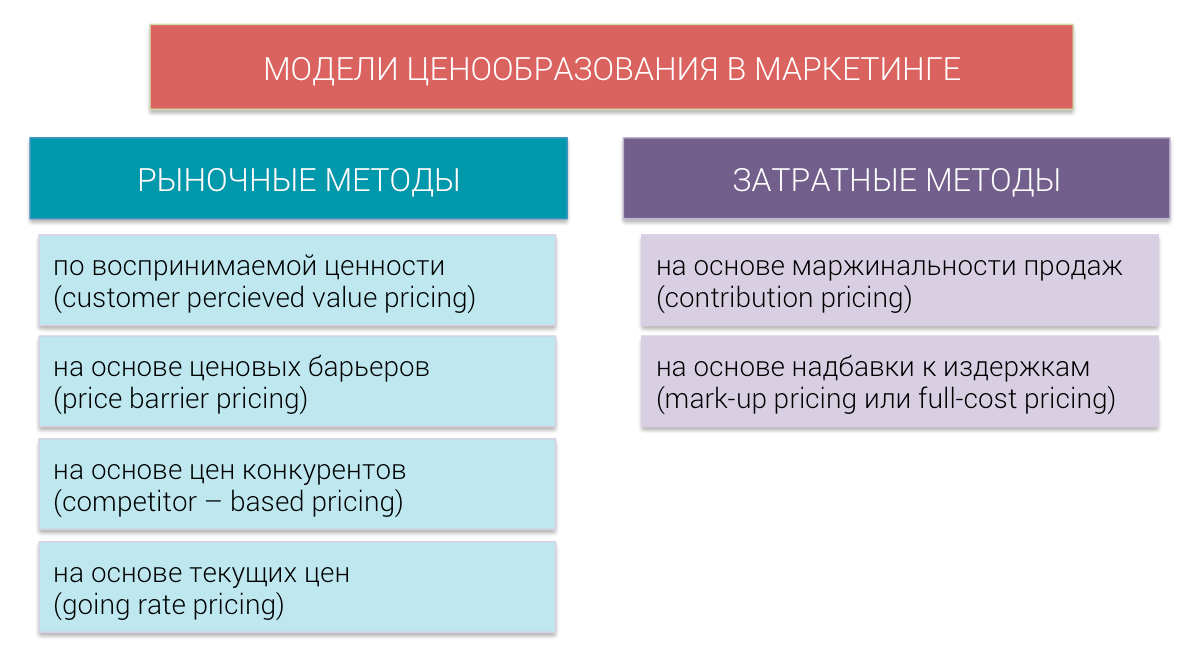 МОДЕЛИ ЦЕНООБРАЗОВАНИЯ В МАРКЕТИНГЕ
РЫНОЧНЫЕ МЕТОДЫ
по воспринимаемой ценности
(customer percieved value pricing)
на основе ценовых барьеров
(price barrier pricing)
на основе цен конкурентов
(competitor – based pricing)
на основе текущих цен
(going rate pricing)
ЗАТРАТНЫЕ МЕТОДЫ
на основе маржинальности продаж
(contribution pricing)
на основе надбавки к издержкам
(mark-up pricing или full-cost pricing)